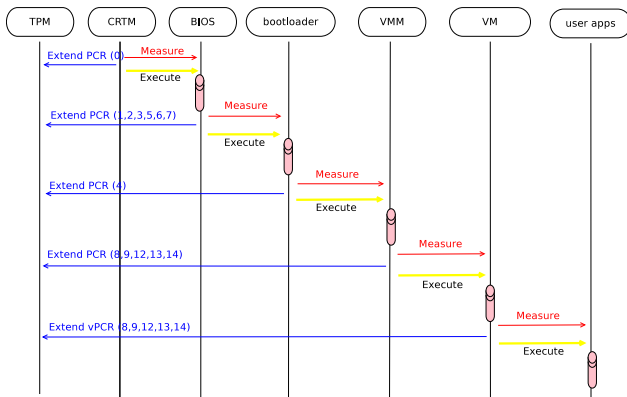 TPM
CRTM
BIOS
bootloader
VMM
VM
user apps
Extend PCR (0)
Measure
Execute
Extend PCR (1,2,3,5,6,7)
Measure
Execute
Extend PCR (4)
Measure
Execute
Extend PCR (8,9,12,13,14)
Measure
Execute
Extend vPCR (8,9,12,13,14)
Measure
Execute